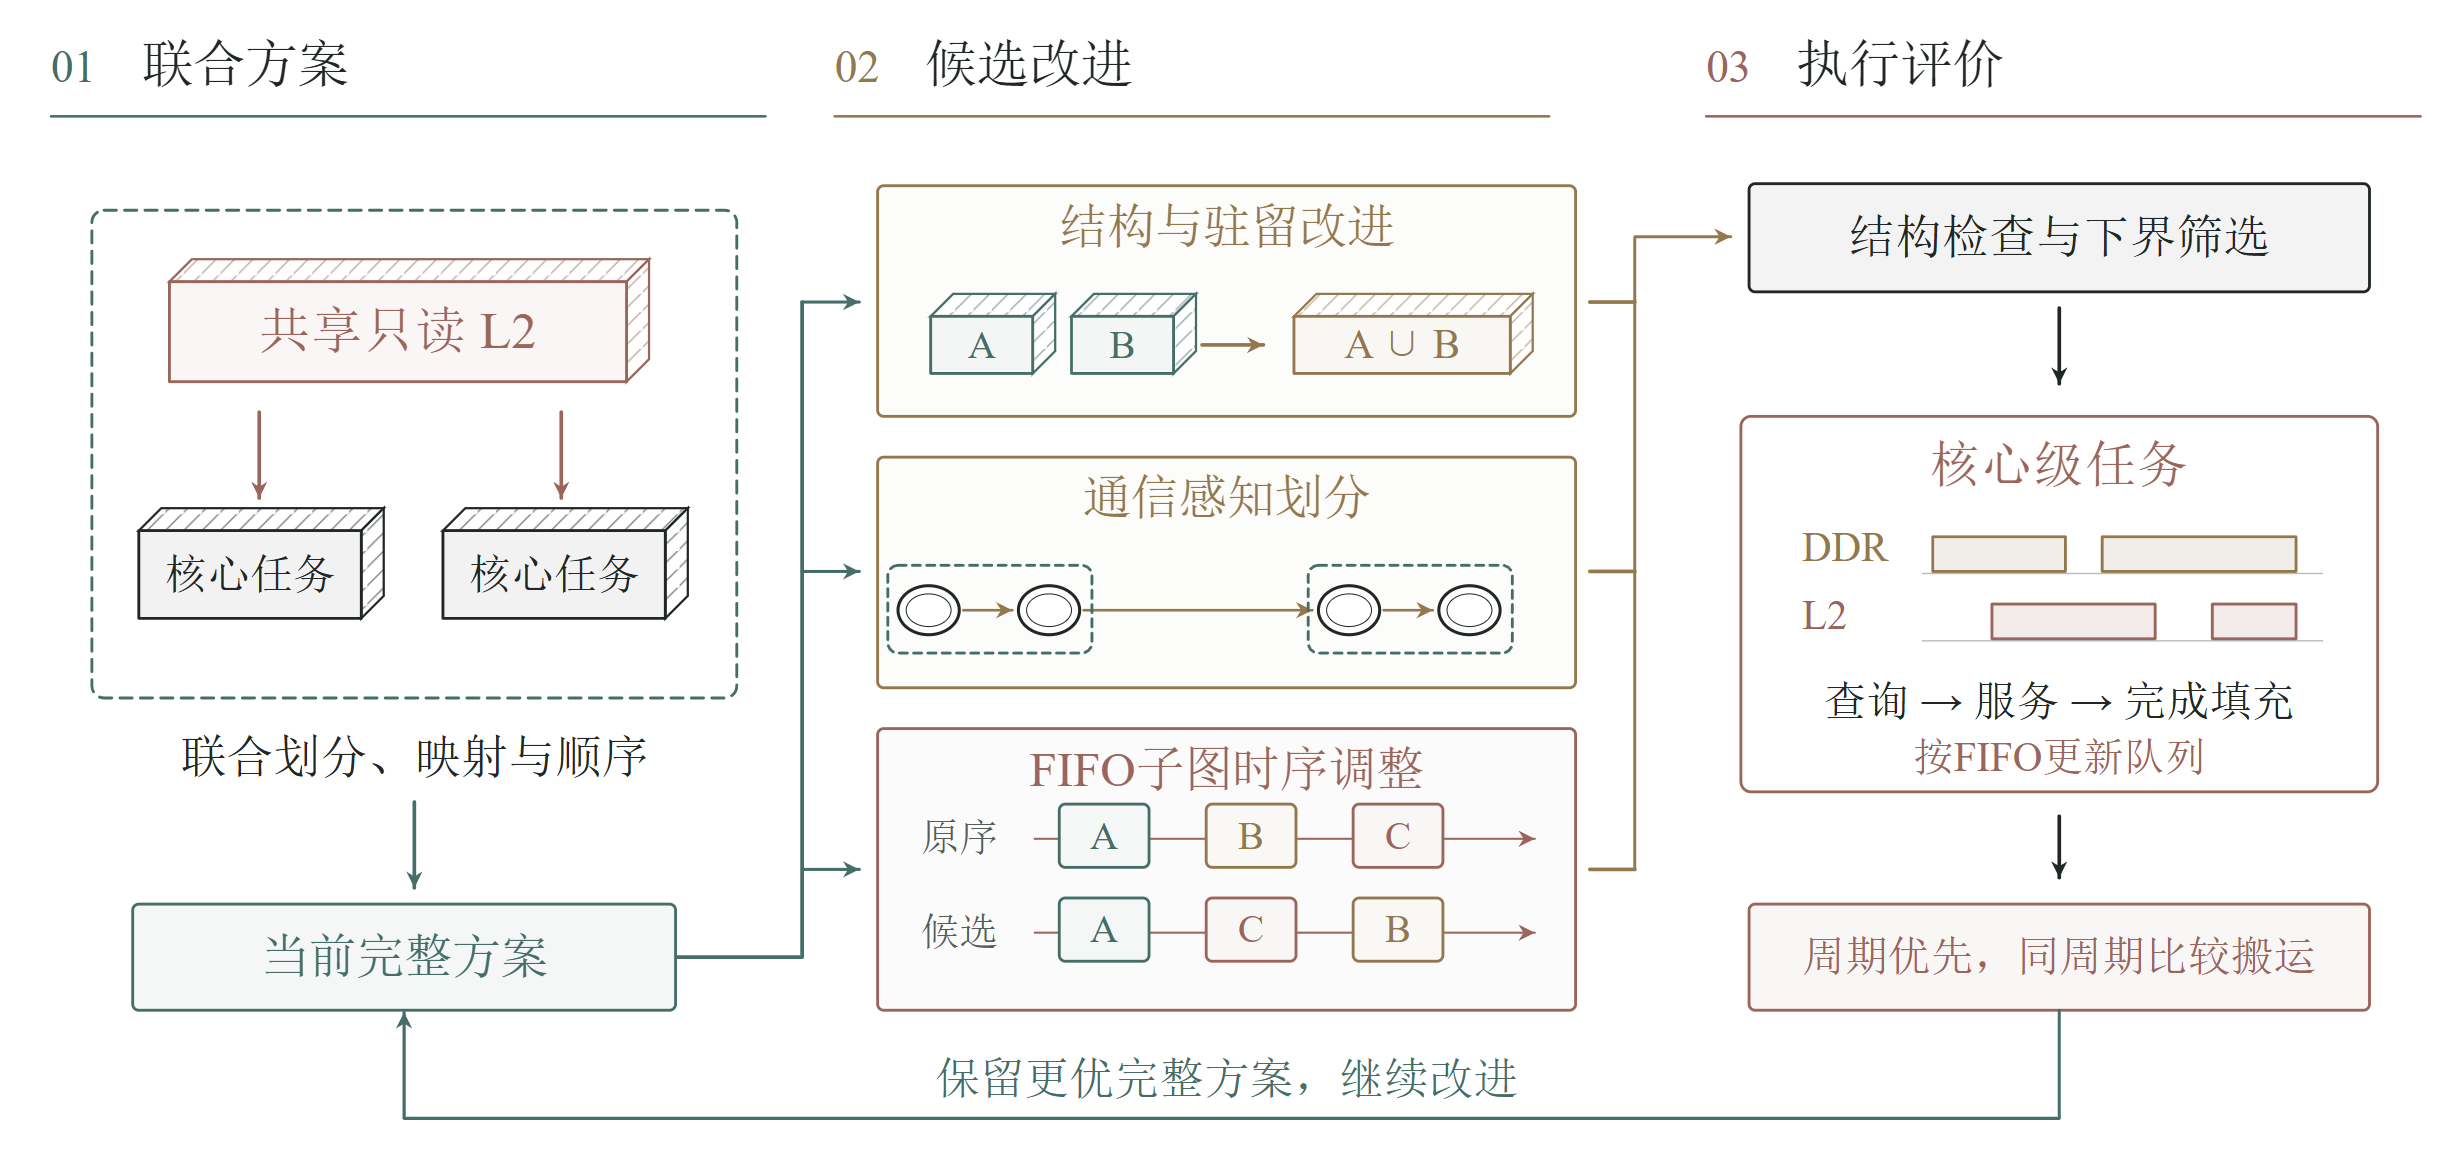 01 联合方案
共享只读 L2
核心任务
核心任务
联合划分、映射与顺序
当前完整方案
02 候选改进
结构与驻留改进
A
B
A ∪ B
通信感知划分
FIFO子图时序调整
原序 A B C
候选 A C B
03 执行评价
结构检查与下界筛选
核心级任务
DDR
L2
查询 → 服务 → 完成填充
按FIFO更新队列
周期优先，同周期比较搬运
保留更优完整方案，继续改进